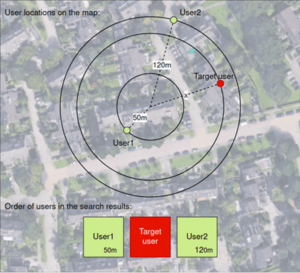 User locations on the map:
User2
120m
Target user
50m
User1
Order of users in the search results:
User1
50m
Target
user
User2
120m